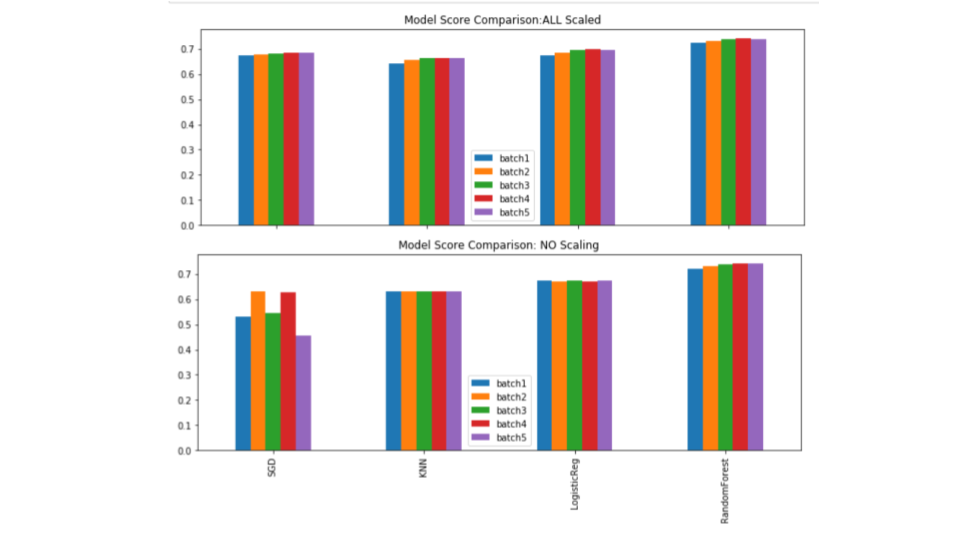 Model Score Comparison:ALL Scaled
0.7
0.6
0.5
0.4
0.3
0.2
0.1
0.0
batch1
batch2
batch3
batch4
batch5
Model Score Comparison: NO Scaling
0.7
0.6
0.5
0.4
0.3
0.2
0.1
0.0
batch1
batch2
batch3
batch4
batch5
SGD
KNN
LogisticReg
RandomForest